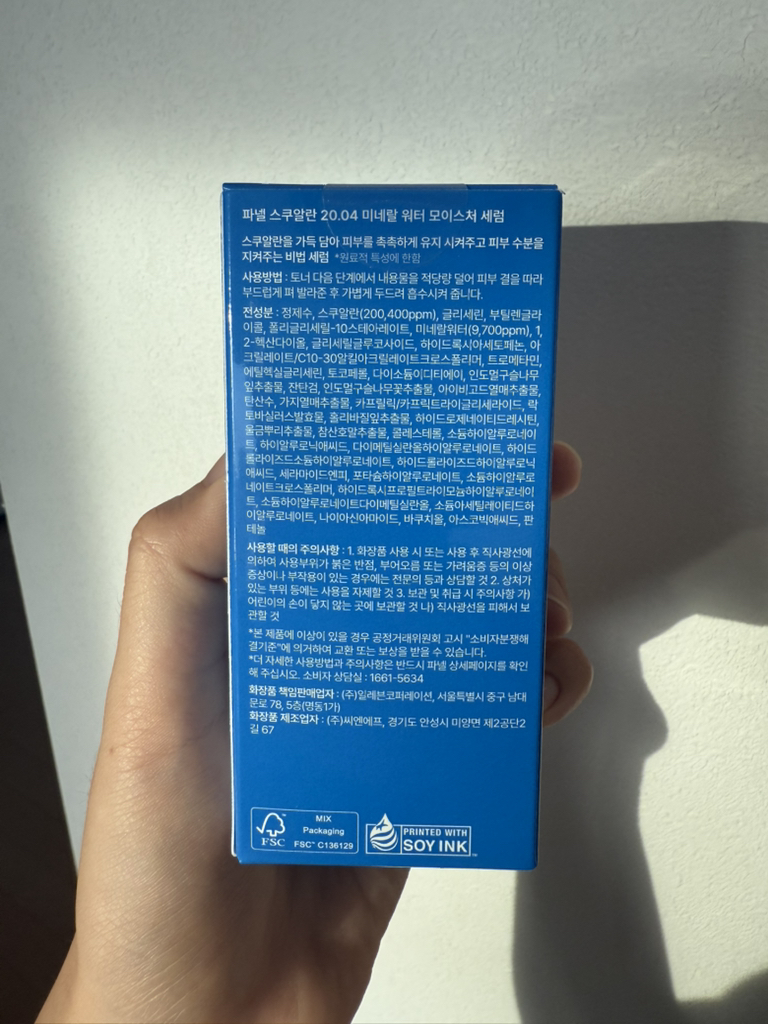 파넬 스쿠알란 20.04 미네랄 워터 모이스처 세럼
스쿠알란을 가득 담아 피부를 촉촉하게 유지 시켜주고 피부 수분을
지켜주는 비법 세럼 *원료적 특성에 한함
사용방법 : 토너 다음 단계에서 내용물을 적당량 덜어 피부 결을 따라
부드럽게 펴 발라준 후 가볍게 두드려 흡수시켜 줍니다.
전성분 : 정제수, 스쿠알란(200,400ppm), 글리세린, 부틸렌글라
이콜, 폴리글리세릴-10스테아레이트, 미네랄워터(9,700ppm), 1,
2-헥산다이올, 글리세릴글루코사이드, 하이드록시아세토페논, 아
크릴레이트/C10-30알킬아크릴레이트크로스폴리머, 트로메타민,
에틸헥실글리세린, 토코페롤, 다이소듐이디티에이, 인도멀구슬나무
잎추출물, 잔탄검, 인도멀구슬나무꽃추출물, 아이비고드열매추출물,
탄산수, 가지열매추출물, 카프릴릭/카프릭트라이글리세라이드, 락
토바실러스발효물, 홀리바질잎추출물, 하이드로제네이티드레시틴,
울금뿌리추출물, 참산호말추출물, 콜레스테롤, 소듐하이알루로네이
트, 하이알루로닉애씨드, 다이메틸실란올하이알루로네이트, 하이드
롤라이즈드소듐하이알루로네이트, 하이드롤라이즈드하이알루로닉
애씨드, 세라마이드엔피, 포타슘하이알루로네이트, 소듐하이알루로
네이트크로스폴리머, 하이드록시프로필트라이모늄하이알루로네이
트, 소듐하이알루로네이트다이메틸실란올, 소듐아세틸레이티드하
이알루로네이트, 나이아신아마이드, 바쿠치올, 아스코빅애씨드, 판
테놀
사용할 때의 주의사항 : 1. 화장품 사용 시 또는 사용 후 직사광선에
의하여 사용부위가 붉은 반점, 부어오름 또는 가려움증 등의 이상
증상이나 부작용이 있는 경우에는 전문의 등과 상담할 것 2. 상처가
있는 부위 등에는 사용을 자제할 것 3. 보관 및 취급 시 주의사항 가)
어린이의 손이 닿지 않는 곳에 보관할 것 나) 직사광선을 피해서 보
관할 것
*본 제품에 이상이 있을 경우 공정거래위원회 고시 "소비자분쟁해
결기준"에 의거하여 교환 또는 보상을 받을 수 있습니다.
*더 자세한 사용방법과 주의사항은 반드시 파넬 상세페이지를 확인
해 주십시오. 소비자 상담실 : 1661-5634
화장품 책임판매업자 : (주)일레븐코퍼레이션, 서울특별시 중구 남대
문로 78, 5층(명동1가)
화장품 제조업자 : (주)씨엔에프, 경기도 안성시 미양면 제2공단2
길 67
FSC
MIX
Packaging
FSC™ C136129
PRINTED WITH
SOY INK™